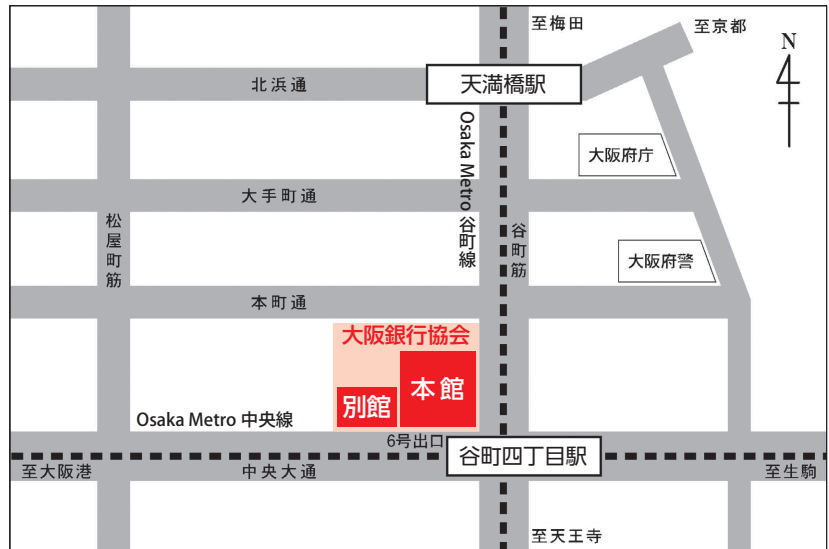 至梅田
至京都
N
北浜通
天満橋駅
大阪府庁
Osaka Metro 谷町線
大手町通
松屋町筋
谷町筋
大阪府警
本町通
大阪銀行協会
本館
別館
Osaka Metro 中央線
6号出口
谷町四丁目駅
至大阪港
中央大通
至生駒
至天王寺